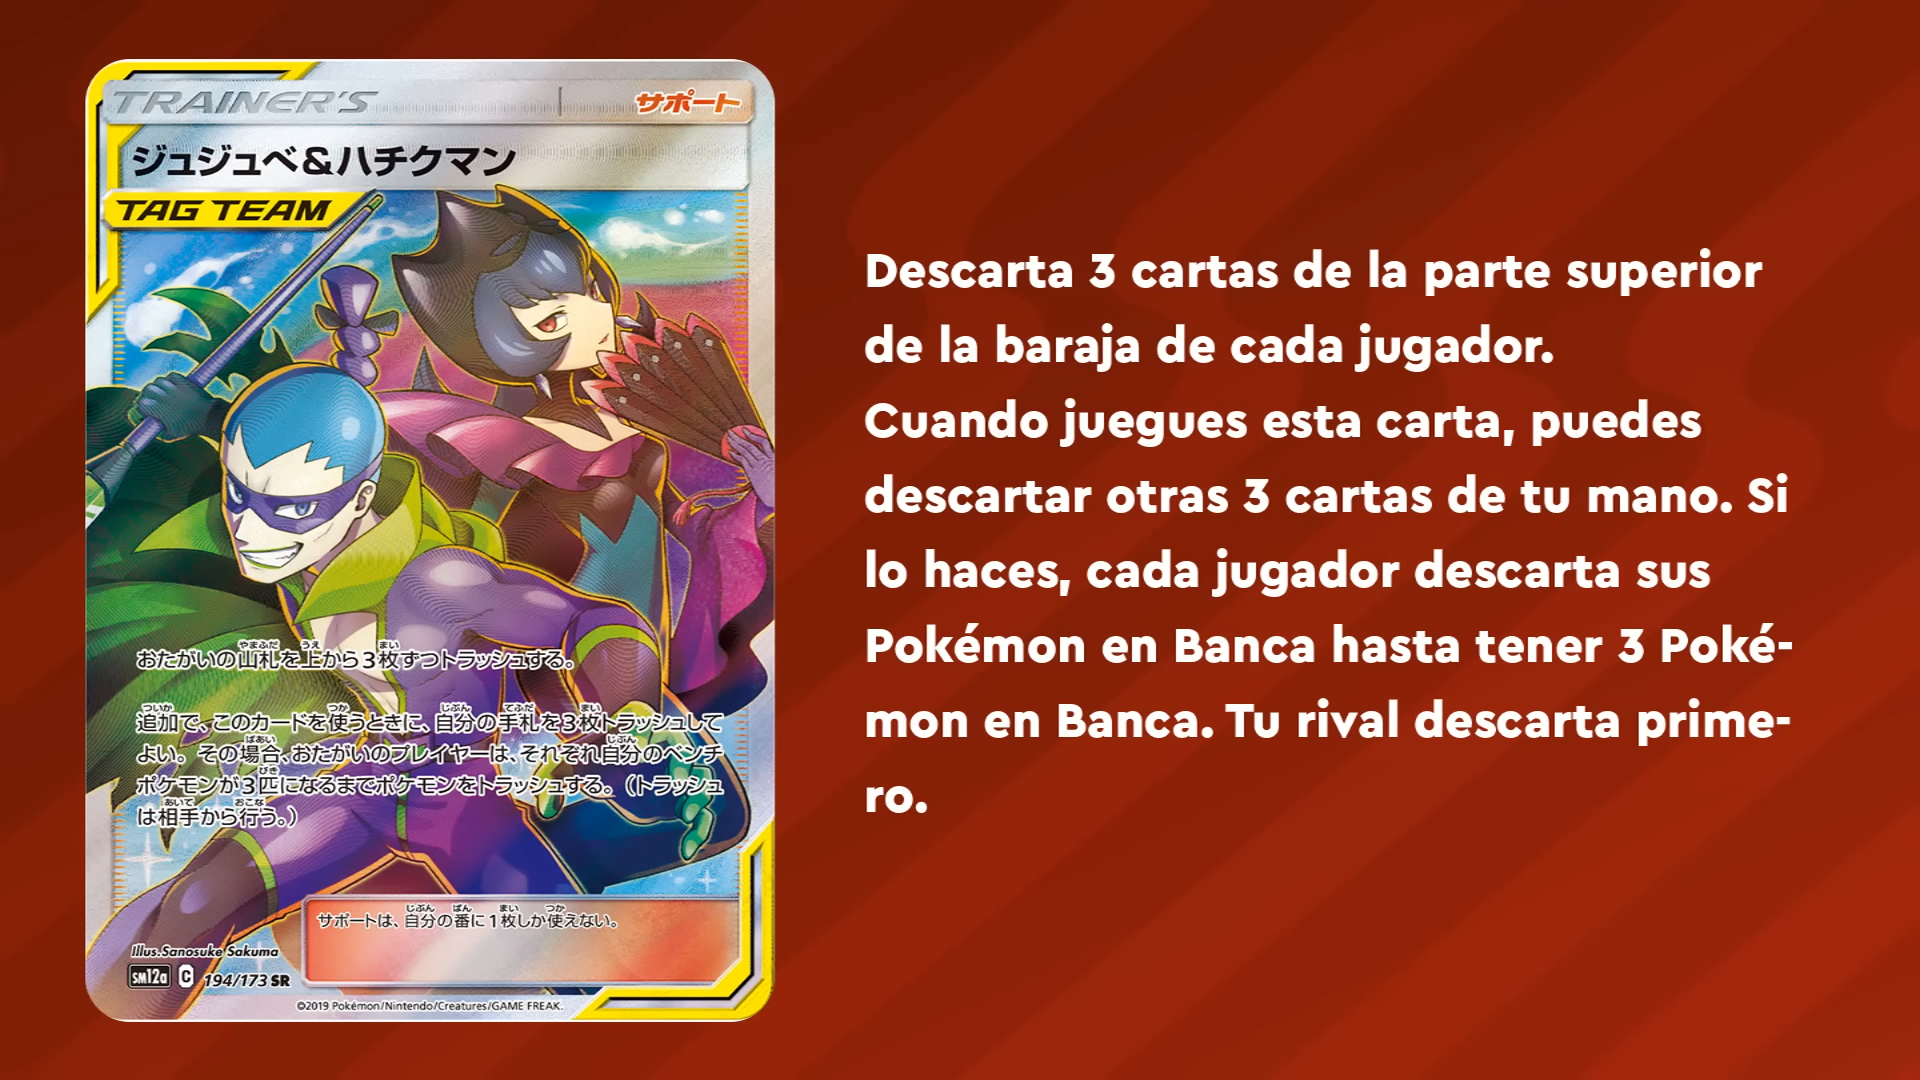 TRAINER'S
サポート
ジュジュベ&ハチクマン
TAG TEAM
おたがいの山札を上から3枚ずつトラッシュする。
追加で、このカードを使うときに、自分の手札を3枚トラッシュして
よい。その場合、おたがいのプレイヤーは、それぞれ自分のベンチ
ポケモンが3匹になるまでポケモンをトラッシュする。(トラッシュ
は相手から行う。)
サポートは、自分の番に1枚しか使えない。
Illus.Sanosuke Sakuma
SM12a C 194/173 SR
©2019 Pokémon/Nintendo/Creatures/GAME FREAK.
Descarta 3 cartas de la parte superior
de la baraja de cada jugador.
Cuando juegues esta carta, puedes
descartar otras 3 cartas de tu mano. Si
lo haces, cada jugador descarta sus
Pokémon en Banca hasta tener 3 Poké-
mon en Banca. Tu rival descarta prime-
ro.